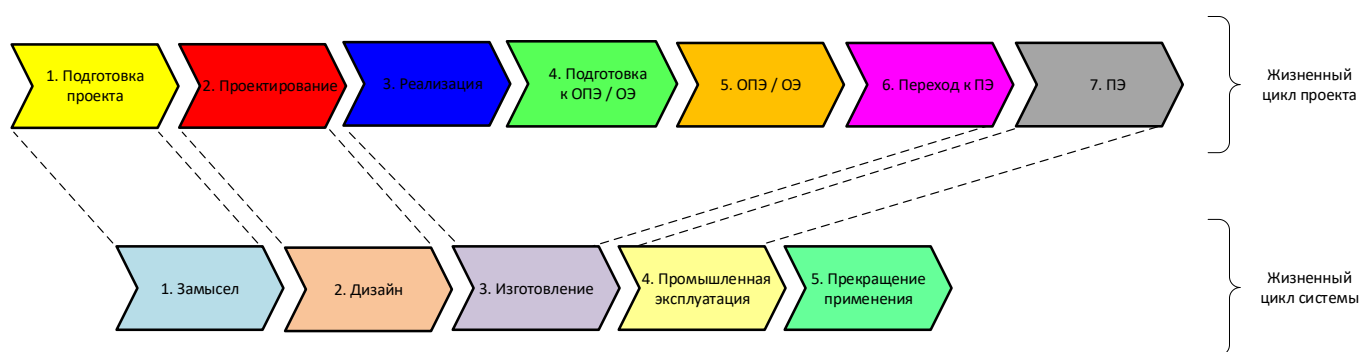 1. Подготовка
проекта
2. Проектирование
3. Реализация
4. Подготовка
к ОПЭ / ОЭ
5. ОПЭ / ОЭ
6. Переход к ПЭ
7. ПЭ
Жизненный
цикл проекта
1. Замысел
2. Дизайн
3. Изготовление
4. Промышленная
эксплуатация
5. Прекращение
применения
Жизненный
цикл системы